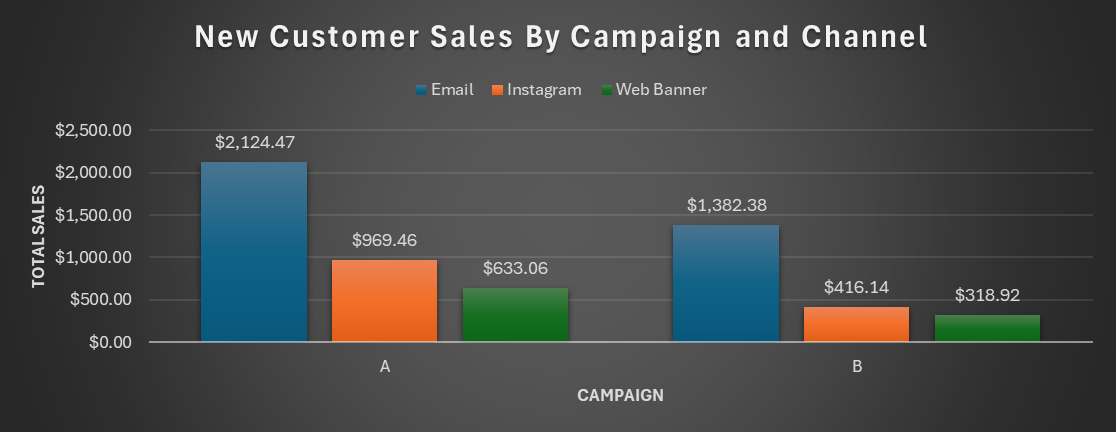 New Customer Sales By Campaign and Channel
Email Instagram Web Banner
$2,500.00
$2,000.00
$1,500.00
$1,000.00
$500.00
$0.00
TOTAL SALES
$2,124.47
$969.46
$633.06
$1,382.38
$416.14
$318.92
A B
CAMPAIGN